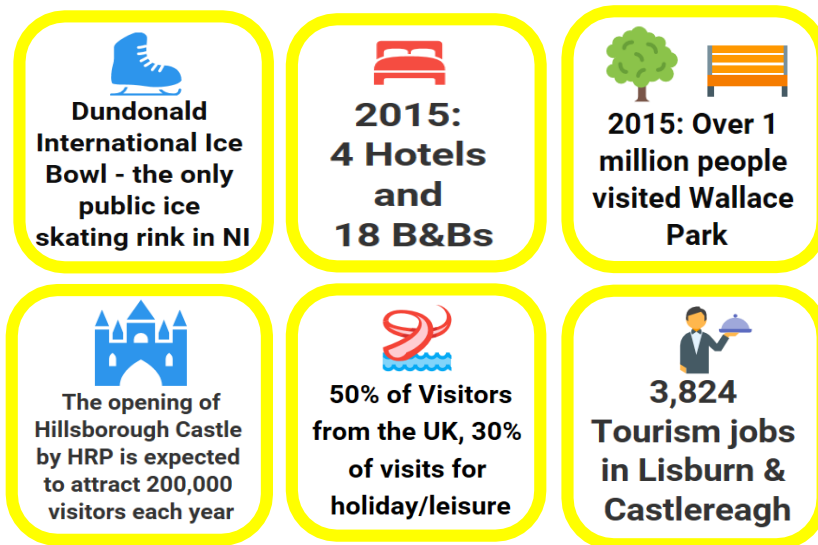 Dundonald
International Ice
Bowl - the only
public ice
skating rink in NI
2015:
4 Hotels
and
18 B&Bs
2015: Over 1
million people
visited Wallace
Park
The opening of
Hillsborough Castle
by HRP is expected
to attract 200,000
visitors each year
50% of Visitors
from the UK, 30%
of visits for
holiday/leisure
3,824
Tourism jobs
in Lisburn &
Castlereagh